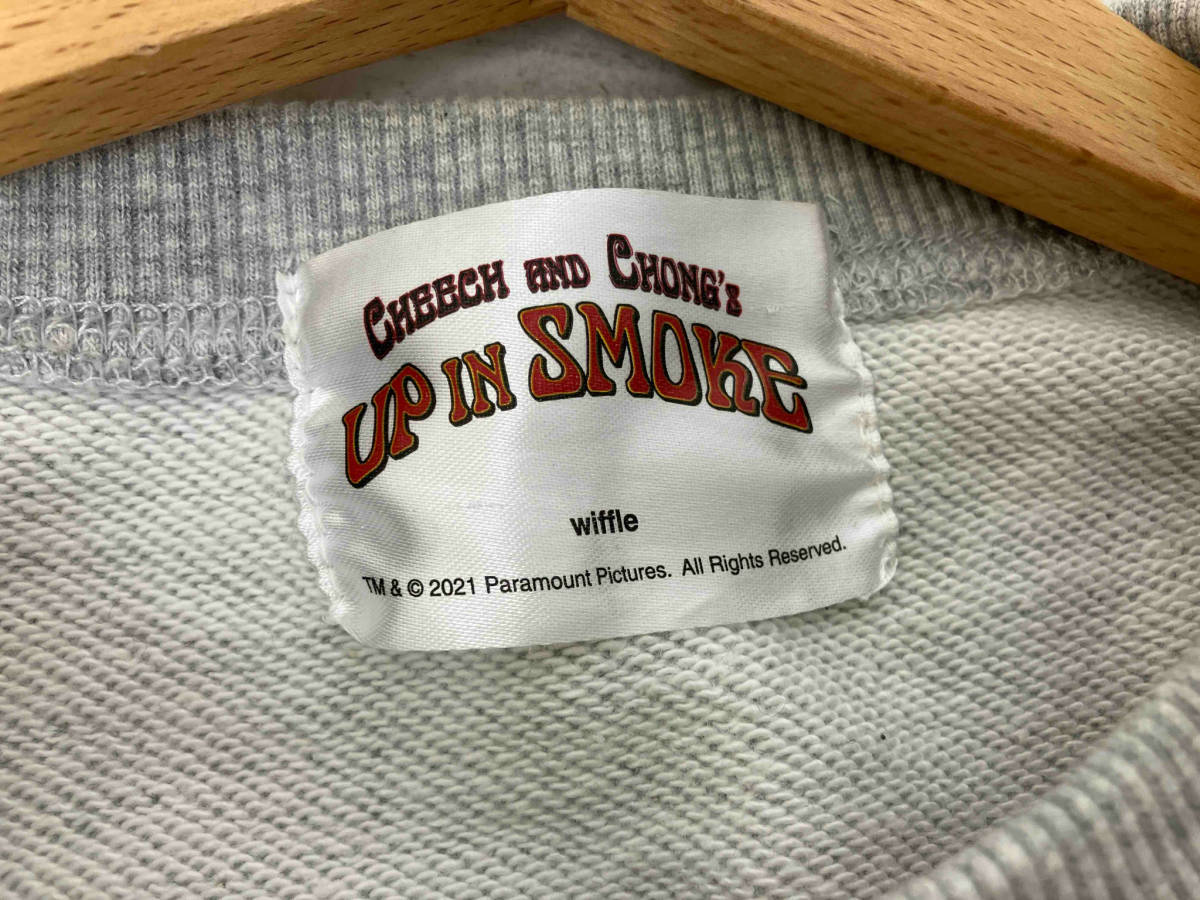 CHEECH AND CHONG'S
UP IN SMOKE
wiffle
TM & © 2021 Paramount Pictures. All Rights Reserved.